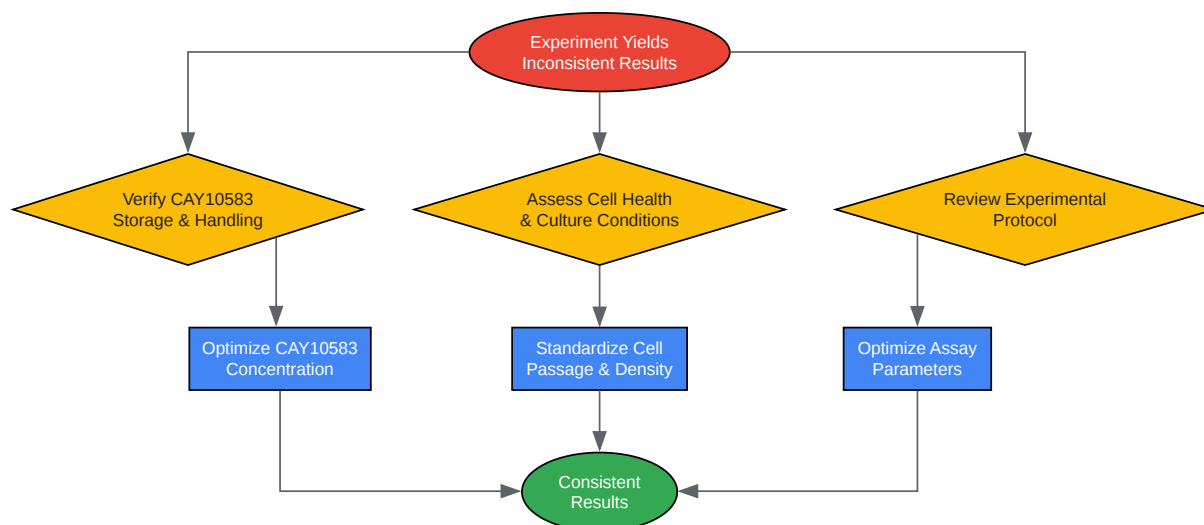 Experiment Yields
Inconsistent Results
Verify CAY10583
Storage & Handling
Assess Cell Health
& Culture Conditions
Review Experimental
Protocol
Optimize CAY10583
Concentration
Standardize Cell
Passage & Density
Optimize Assay
Parameters
Consistent
Results